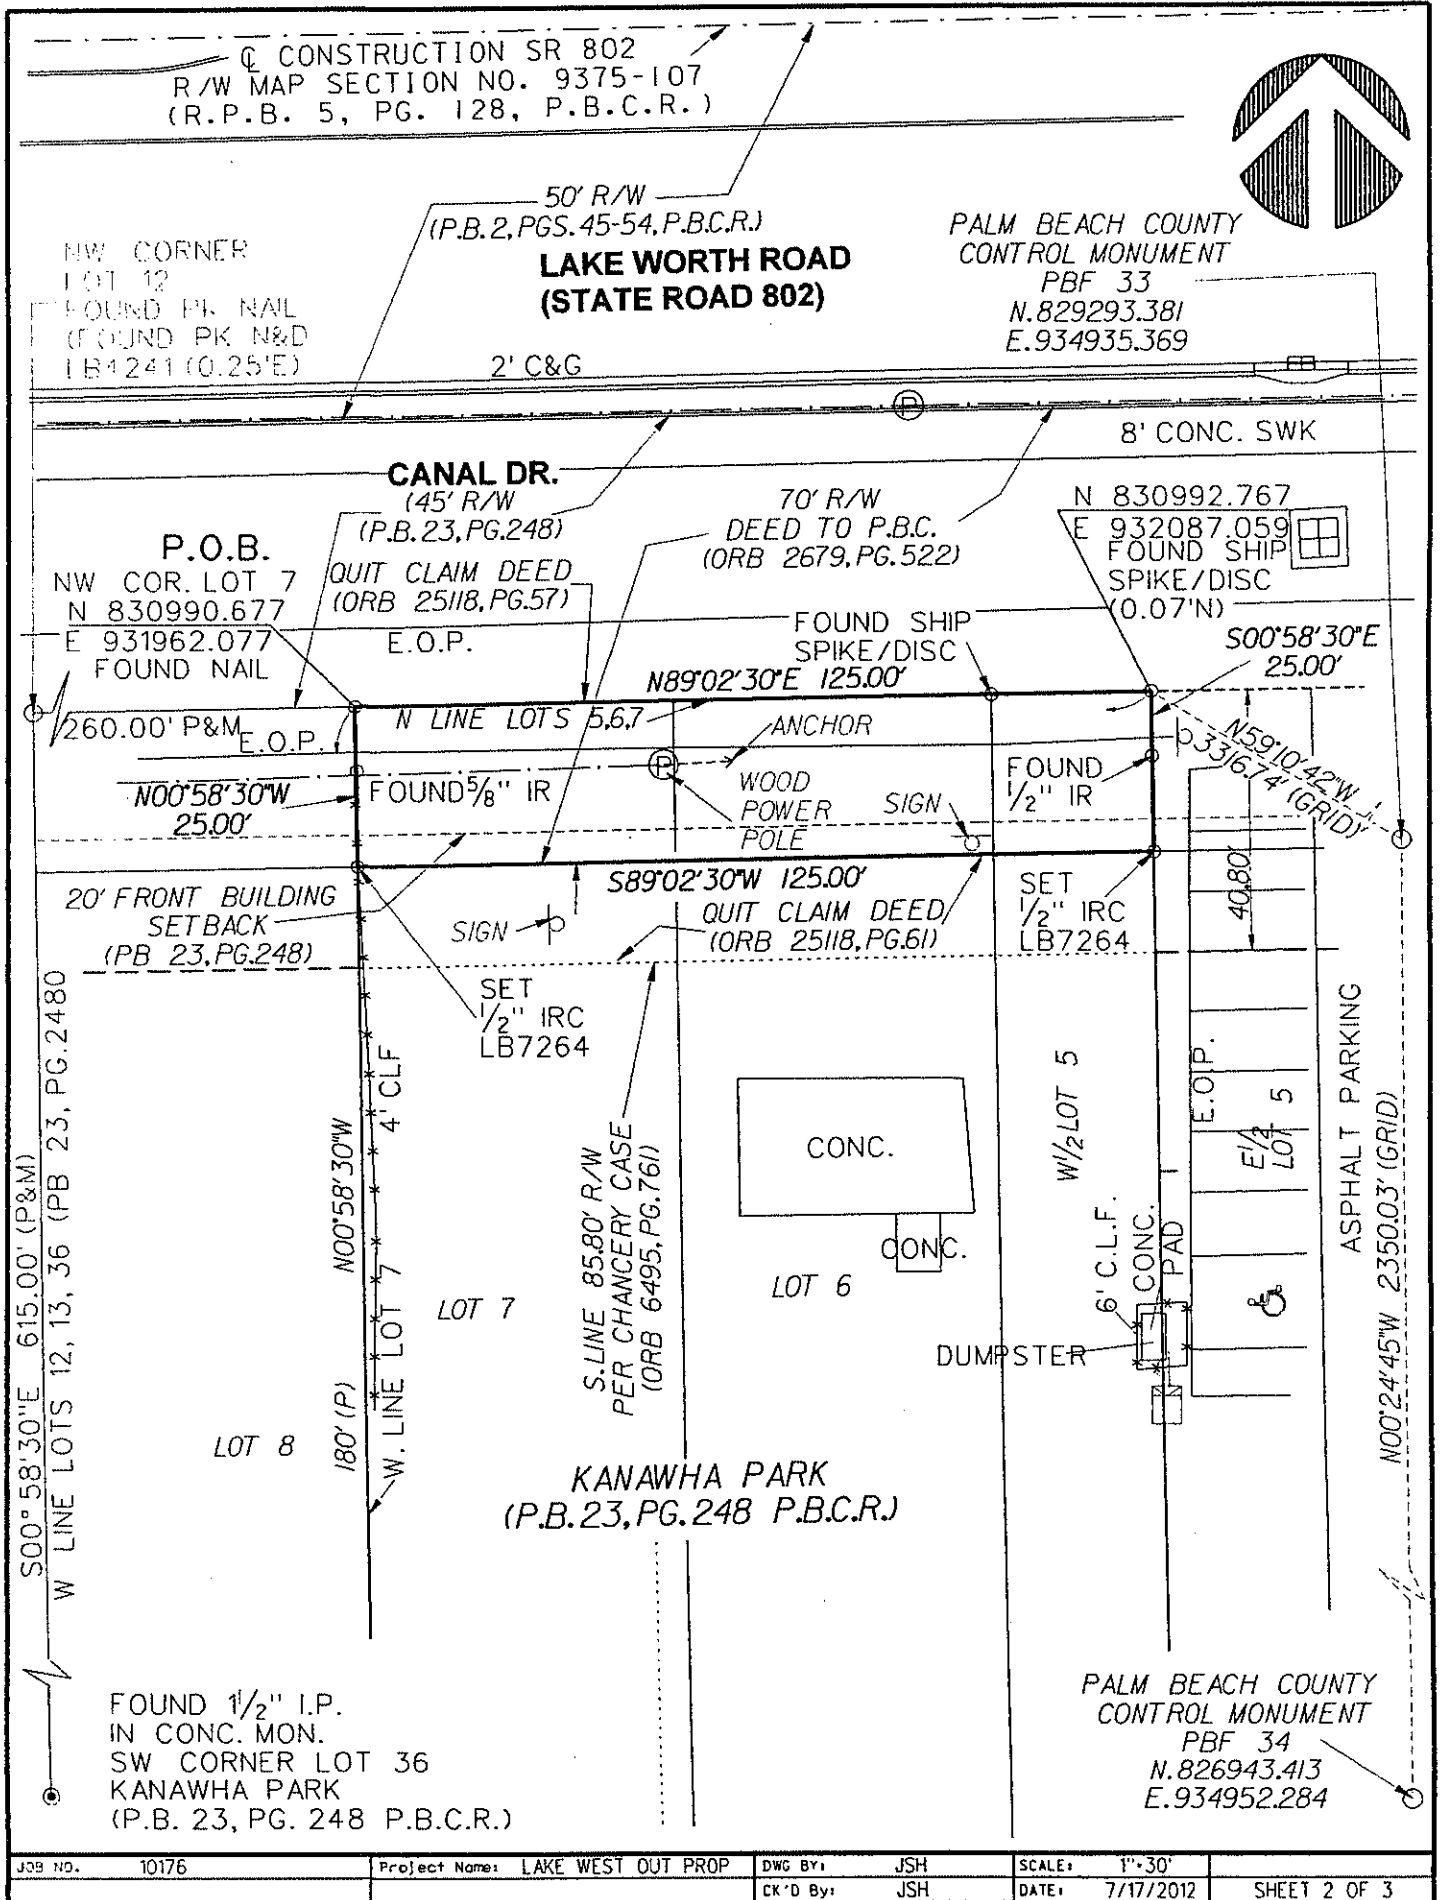 ℄ CONSTRUCTION SR 802
R/W MAP SECTION NO. 9375-107
(R.P.B. 5, PG. 128, P.B.C.R.)
50' R/W
(P.B.2,PGS.45-54,P.B.C.R.)
LAKE WORTH ROAD
(STATE ROAD 802)
PALM BEACH COUNTY
CONTROL MONUMENT
PBF 33
N.829293.381
E.934935.369
NW CORNER
LOT 12
FOUND PK NAIL
(FOUND PK N&D
LB4241 (0.25'E)
2' C&G
P
8' CONC. SWK
CANAL DR.
(45' R/W
(P.B.23,PG.248)
70' R/W
DEED TO P.B.C.
(ORB 2679,PG.522)
N 830992.767
E 932087.059
FOUND SHIP
SPIKE/DISC
(0.07'N)
P.O.B.
NW COR. LOT 7
N 830990.677
E 931962.077
FOUND NAIL
QUIT CLAIM DEED
(ORB 25118,PG.57)
E.O.P.
FOUND SHIP
SPIKE/DISC
S00°58'30"E
25.00'
N89°02'30"E 125.00'
N LINE LOTS 5,6,7
260.00' P&M
E.O.P.
ANCHOR
P
WOOD
POWER
POLE
N59°10'42"W
3316.74' (GRID)
N00°58'30"W
25.00'
FOUND 5/8" IR
SIGN
FOUND
1/2" IR
40.80'
S89°02'30"W 125.00'
20' FRONT BUILDING
SETBACK
(PB 23,PG.248)
SIGN
QUIT CLAIM DEED
(ORB 25118,PG.61)
SET
1/2" IRC
LB7264
SET
1/2" IRC
LB7264
4' CLF
N00°58'30"W
180' (P)
W. LINE LOT 7
S00°58'30"E 615.00' (P&M)
W LINE LOTS 12, 13, 36 (PB 23, PG.2480
S.LINE 85.80' R/W
PER CHANCERY CASE
(ORB 6495,PG.761)
CONC.
CONC.
W1/2 LOT 5
E.O.P.
E1/2
LOT 5
ASPHALT PARKING
N00°24'45"W 2350.03' (GRID)
LOT 7
LOT 6
6' C.L.F.
CONC.
PAD
DUMPSTER
LOT 8
KANAWHA PARK
(P.B.23,PG.248 P.B.C.R.)
FOUND 1 1/2" I.P.
IN CONC. MON.
SW CORNER LOT 36
KANAWHA PARK
(P.B. 23, PG. 248 P.B.C.R.)
PALM BEACH COUNTY
CONTROL MONUMENT
PBF 34
N.826943.413
E.934952.284
JOB NO. 10176 Project Name: LAKE WEST OUT PROP DWG BY: JSH SCALE: 1"=30'
CK'D By: JSH DATE: 7/17/2012 SHEET 2 OF 3